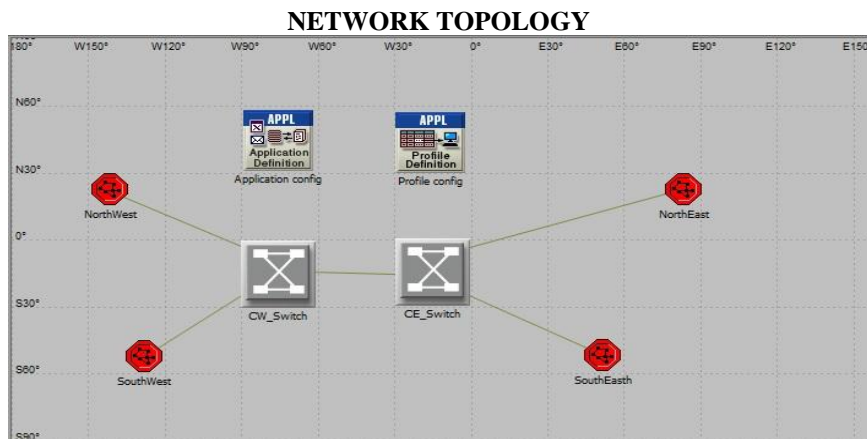 NETWORK TOPOLOGY
180° W150° W120° W90° W60° W30° 0° E30° E60° E90° E120° E150
N60°
APPL APPL
Application Definition Profiile Definition
Application config Profile config
N30°
NorthWest NorthEast
0°
CW_Switch CE_Switch
S30°
SouthWest SouthEasth
S60°
S90°